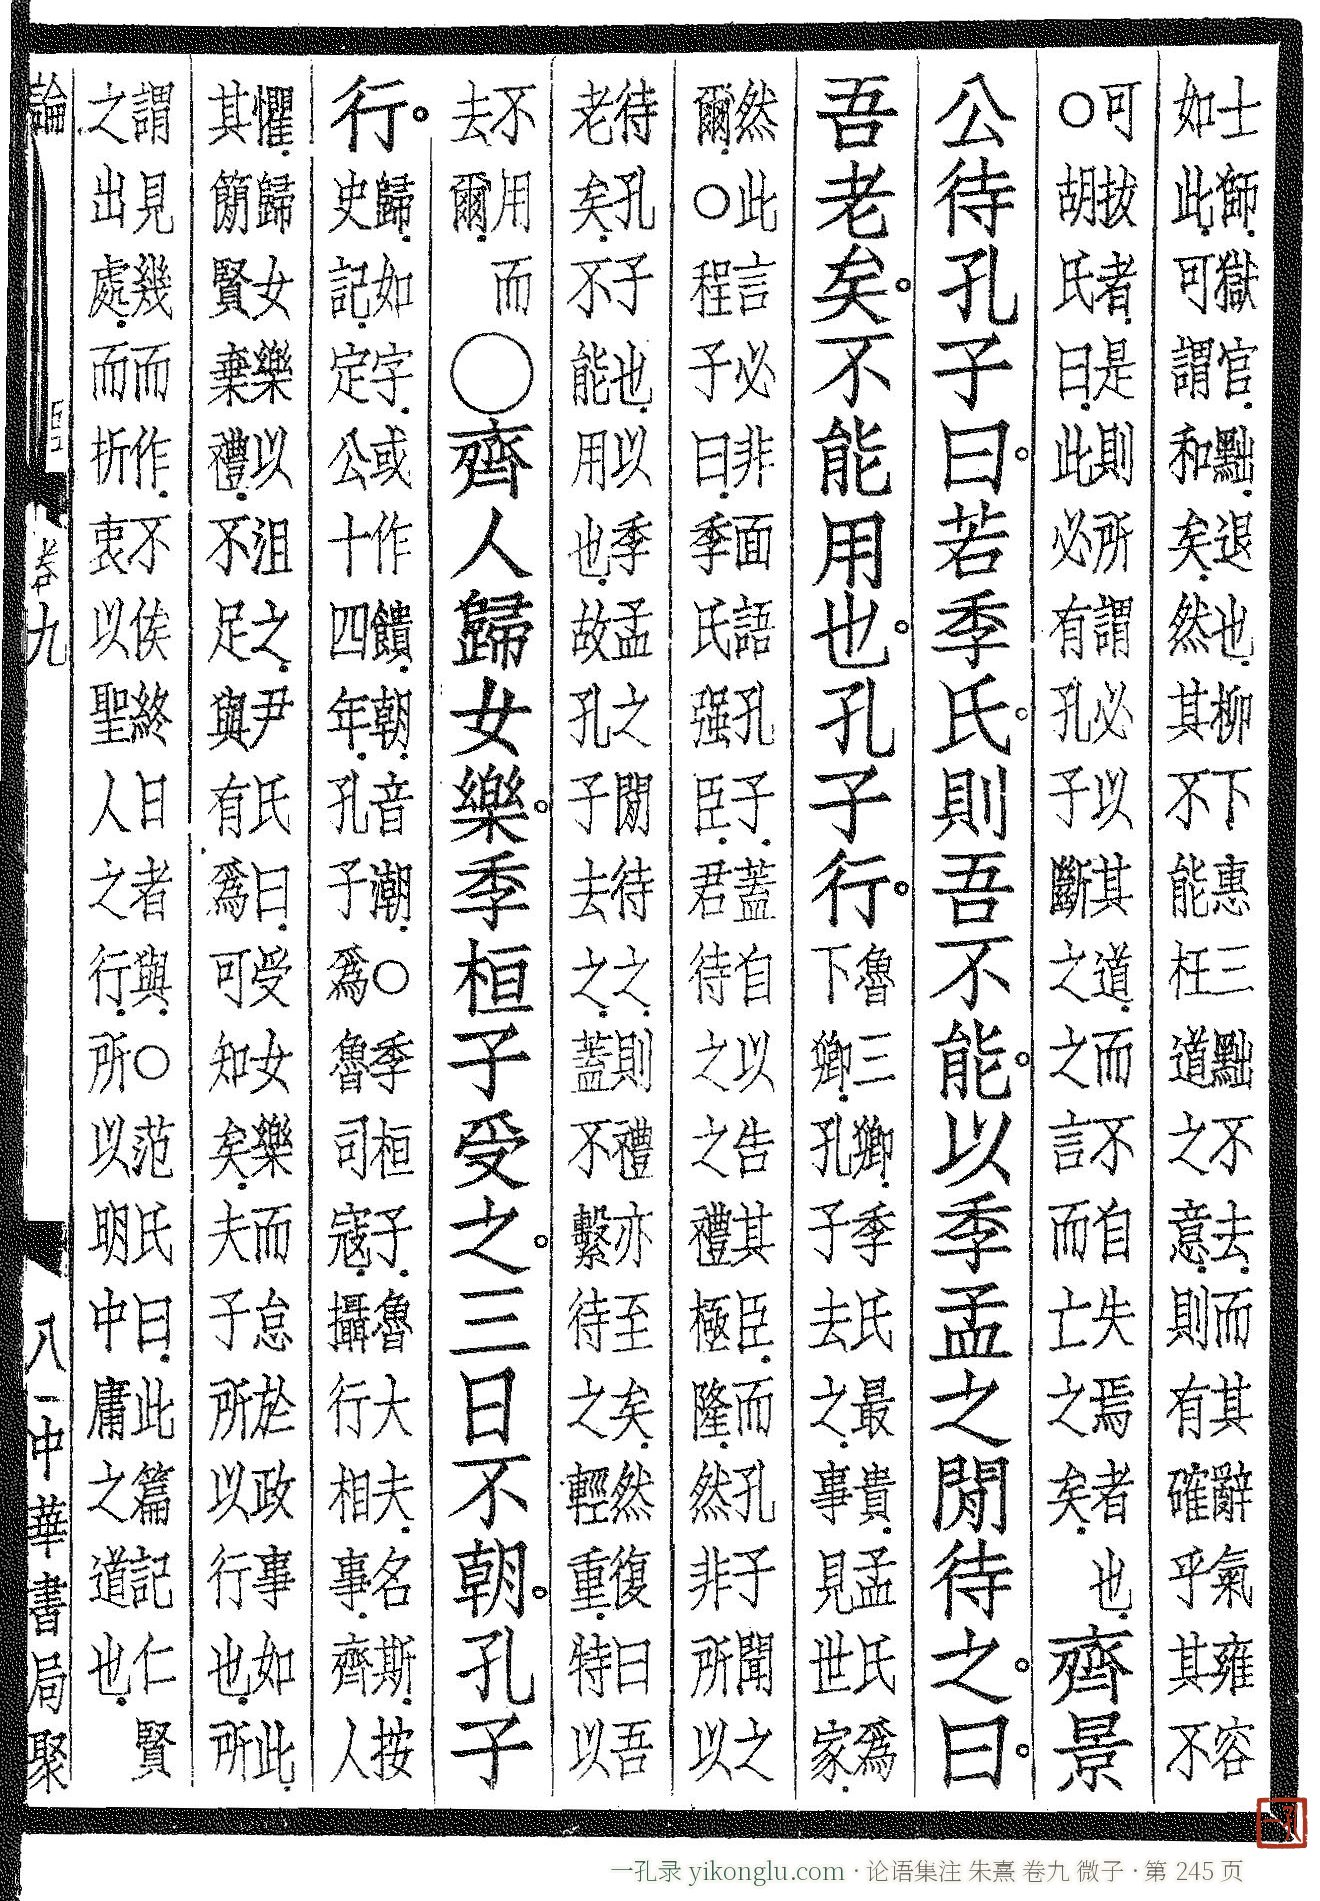 士師．獄官．黜．退也．柳下惠三黜不去．而其辭氣雍容
如此．可謂和矣．然其不能枉道之意．則有確乎其不
可拔者．是則所謂必以其道．而不自失焉者也．
○胡氏曰．此必有孔子斷之之言而亡之矣．
齊景
公待孔子曰。若季氏。則吾不能。以季孟之閒待之。曰。
吾老矣。不能用也。孔子行。
魯三卿．季氏最貴．孟氏爲
下卿．孔子去之．事見世家．
然此言必非面語孔子．蓋自以告其臣．而孔子聞之
爾．○程子曰．季氏强臣．君待之之禮極隆．然非所以
待孔子也．以季孟之閒待之．則禮亦至矣．然復曰吾
老矣．不能用也．故孔子去之．蓋不繫待之輕重．特以
不用而
去爾．
○齊人歸女樂。季桓子受之。三日不朝。孔子
行。
歸．如字．或作饋．朝．音潮．○季桓子．魯大夫．名斯．按
史記．定公十四年．孔子爲魯司寇．攝行相事．齊人
懼．歸女樂以沮之．尹氏曰．受女樂而怠於政事如此．
其簡賢棄禮．不足與有爲可知矣．夫子所以行也．所
謂見幾而作．不俟終日者與．○范氏曰．此篇記仁賢
之出處．而折衷以聖人之行．所以明中庸之道也．
論
卷九
八 中華書局聚
一孔录 yikonglu.com · 论语集注 朱熹 卷九 微子 · 第 245 页